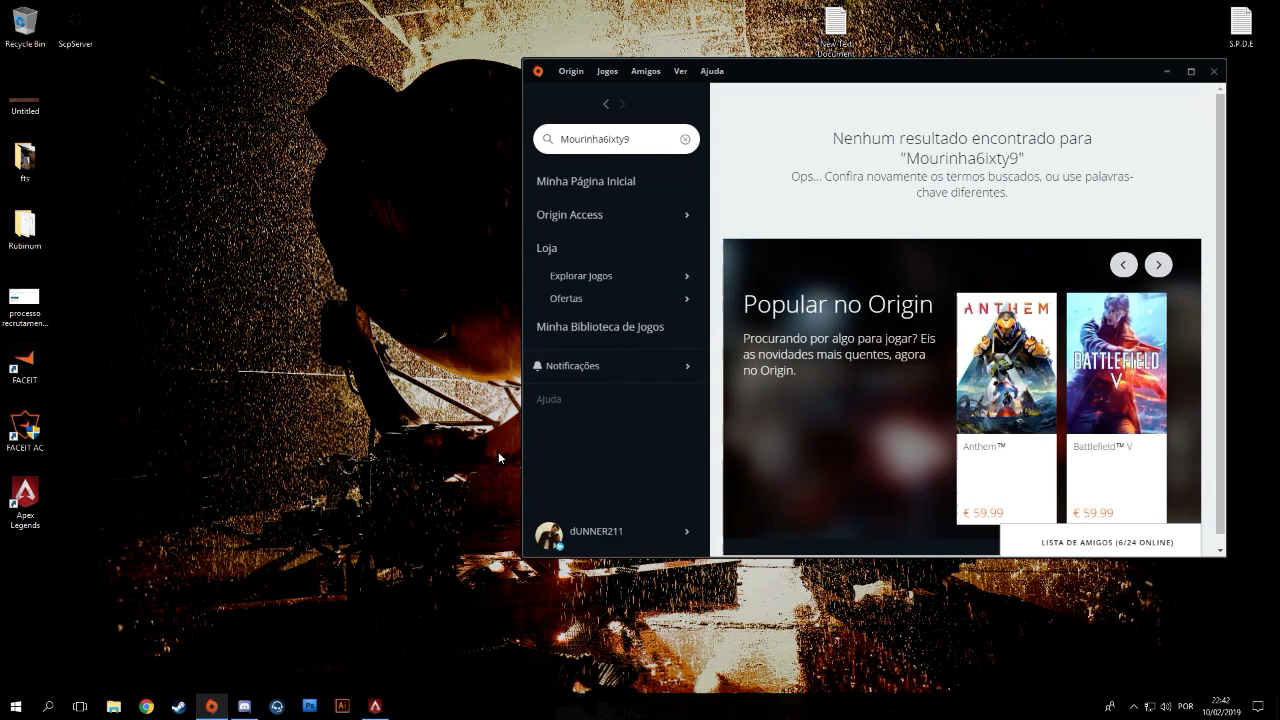 Recycle Bin
ScpServer
New Text
Document
S.P.D.E
Untitled
fts
Rubinum
processo
recrutamen...
FACEIT
FACEIT AC
Apex
Legends
Origin Jogos Amigos Ver Ajuda
Mourinha6ixty9
Minha Página Inicial
Origin Access
Loja
Explorar Jogos
Ofertas
Minha Biblioteca de Jogos
Notificações
Ajuda
dUNNER211
Nenhum resultado encontrado para
"Mourinha6ixty9"
Ops... Confira novamente os termos buscados, ou use palavras-
chave diferentes.
Popular no Origin
Procurando por algo para jogar? Eis
as novidades mais quentes, agora
no Origin.
ANTHEM
Anthem™
€ 59.99
BATTLEFIELD
V
Battlefield™ V
€ 59.99
LISTA DE AMIGOS (6/24 ONLINE)
Ps
Ai
POR
22:42
10/02/2019